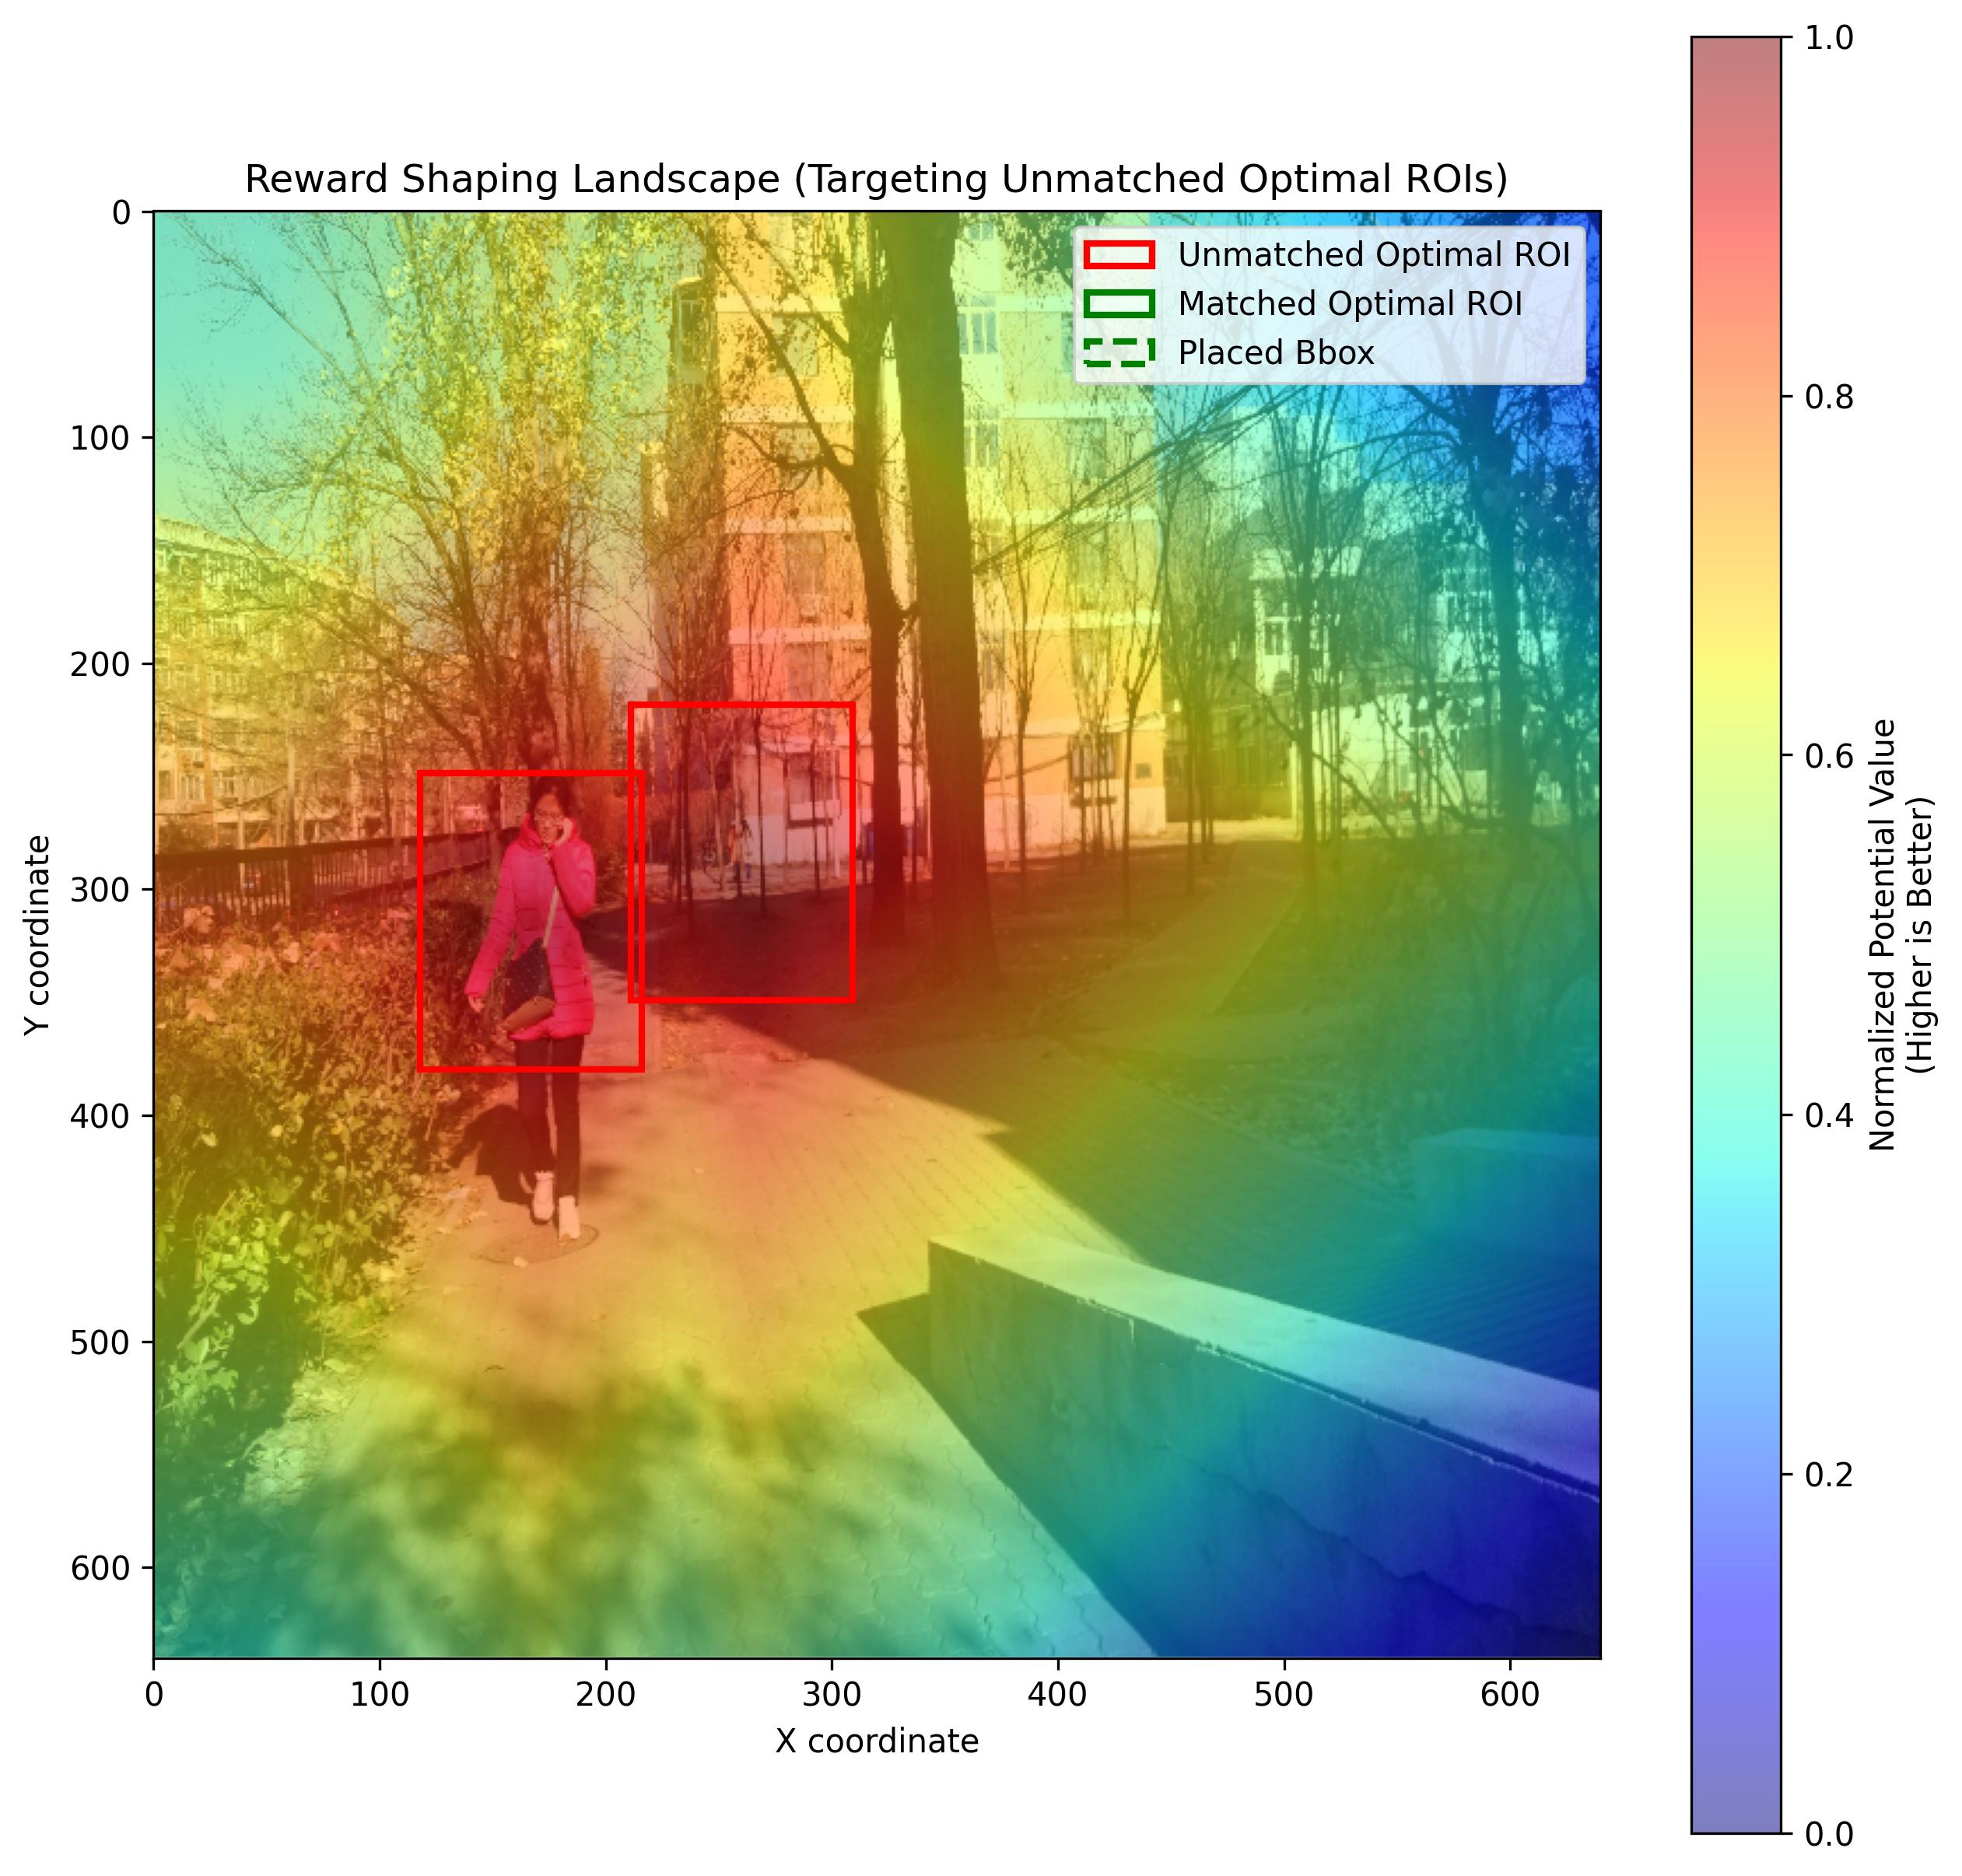 Reward Shaping Landscape (Targeting Unmatched Optimal ROIs)
Unmatched Optimal ROI
Matched Optimal ROI
Placed Bbox
0
100
200
300
400
500
600
Y coordinate
0
100
200
300
400
500
600
X coordinate
1.0
0.8
0.6
0.4
0.2
0.0
Normalized Potential Value
(Higher is Better)